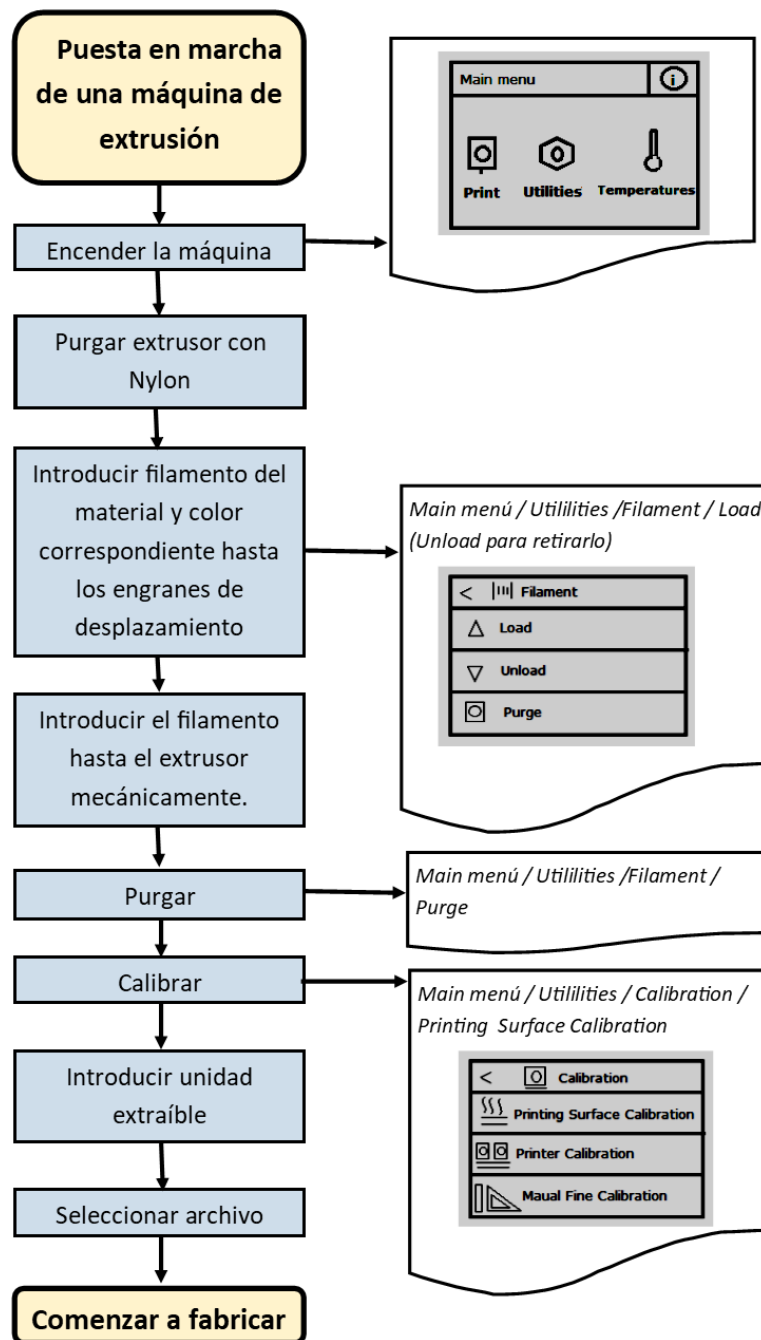 Puesta en marcha
de una máquina de
extrusión
Main menu
i
Print Utilities Temperatures
Encender la máquina
Purgar extrusor con
Nylon
Introducir filamento del
material y color
correspondiente hasta
los engranes de
desplazamiento
Main menú / Utililities /Filament / Load
(Unload para retirarlo)
< Filament
Load
Unload
Purge
Introducir el filamento
hasta el extrusor
mecánicamente.
Purgar
Main menú / Utililities /Filament /
Purge
Calibrar
Main menú / Utililities / Calibration /
Printing Surface Calibration
< Calibration
Printing Surface Calibration
Printer Calibration
Maual Fine Calibration
Introducir unidad
extraíble
Seleccionar archivo
Comenzar a fabricar